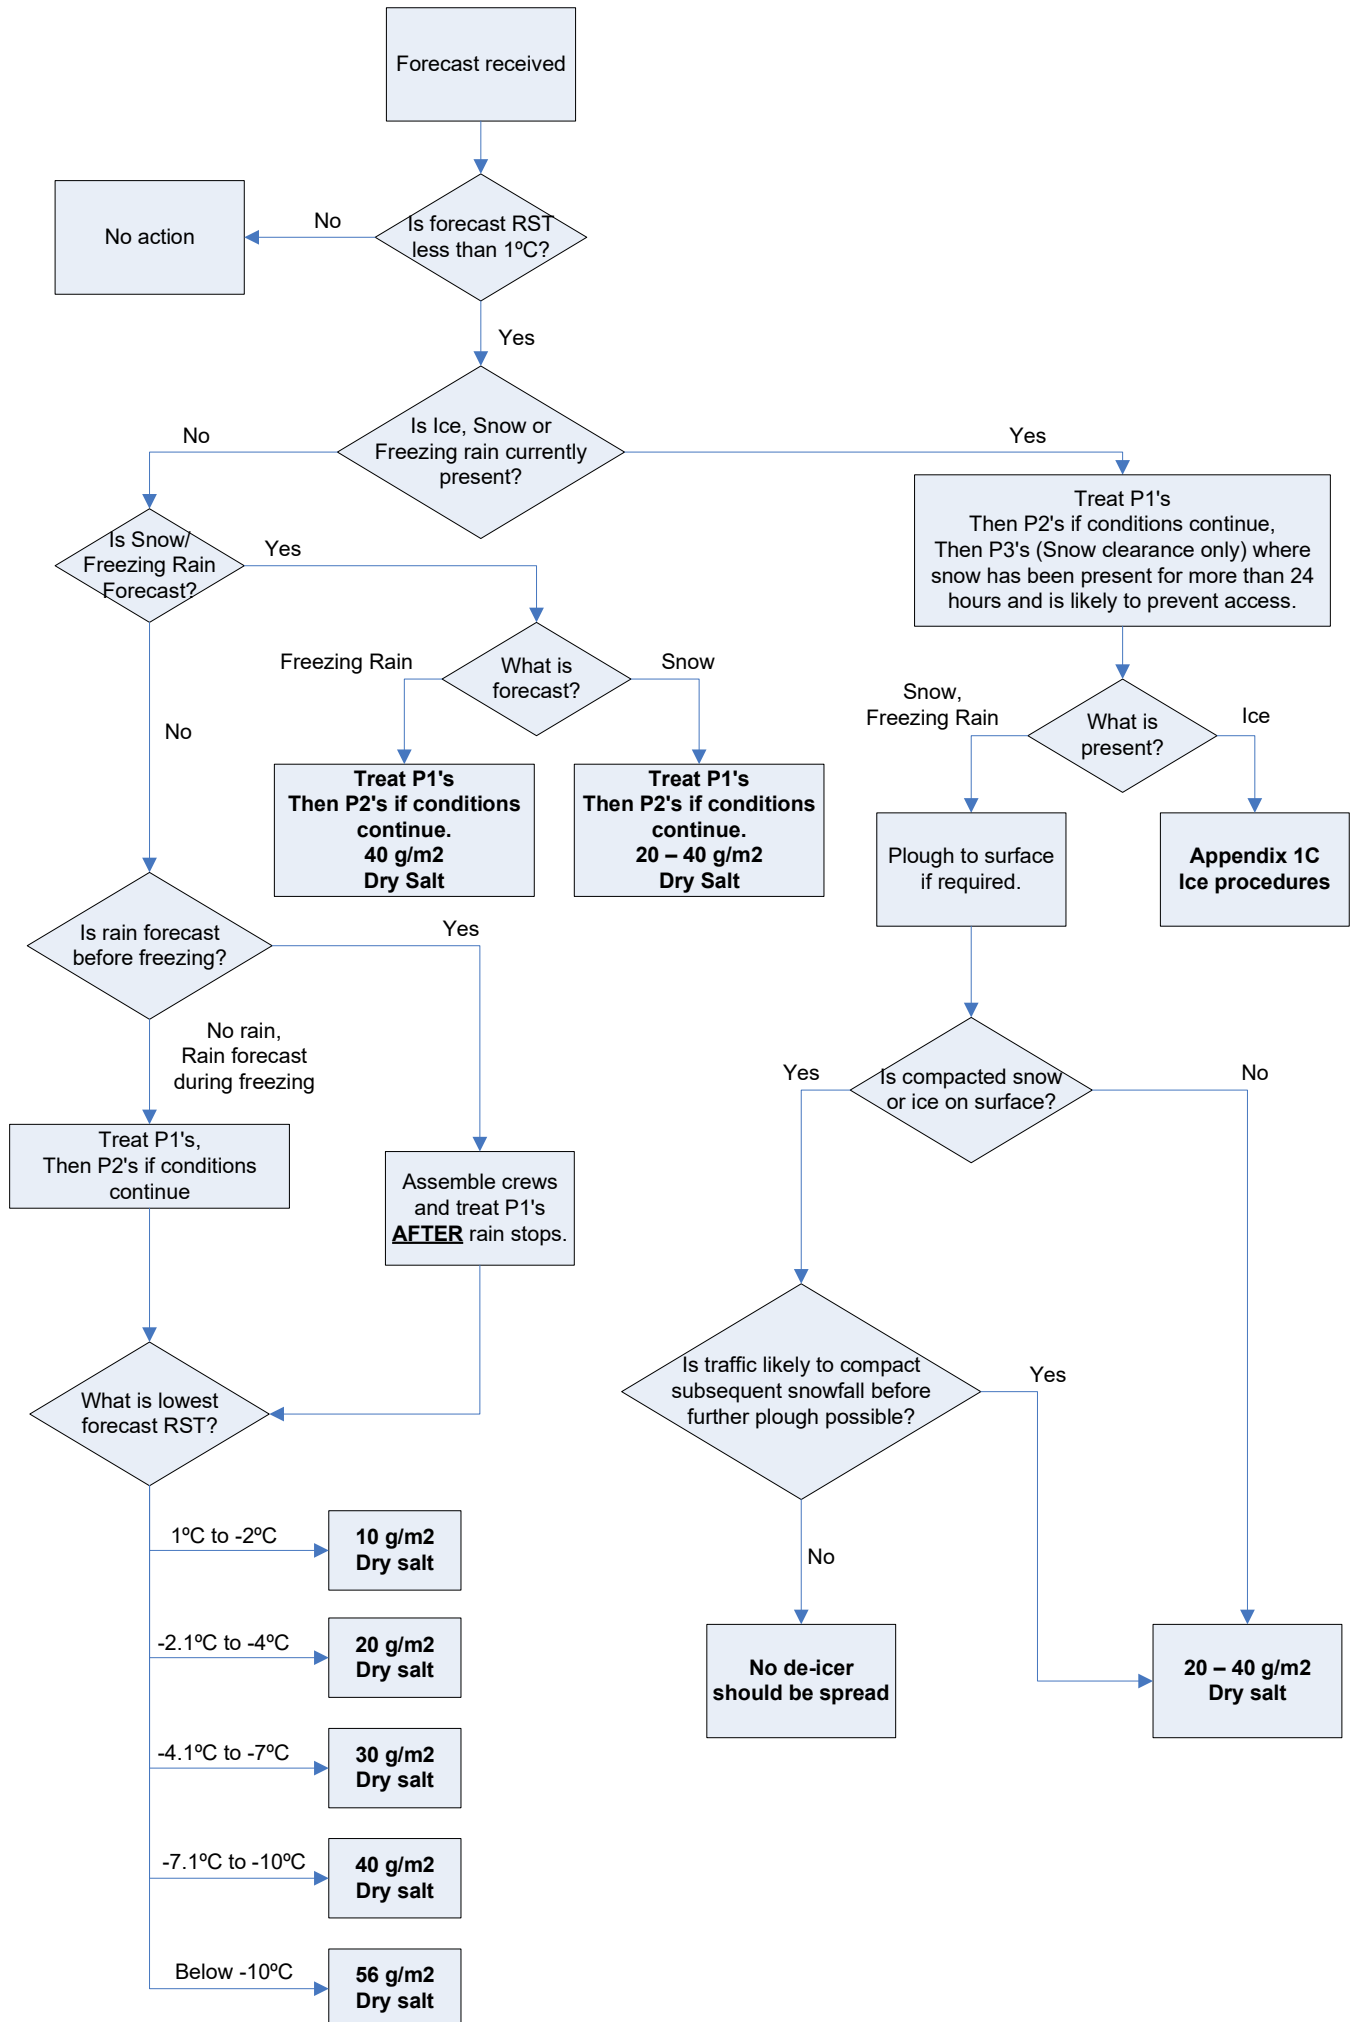 Forecast received
No action
No
Is forecast RST
less than 1ºC?
Yes
Is Ice, Snow or
Freezing rain currently
present?
No
Yes
Is Snow/
Freezing Rain
Forecast?
Yes
Treat P1's
Then P2's if conditions continue,
Then P3's (Snow clearance only) where
snow has been present for more than 24
hours and is likely to prevent access.
What is
forecast?
Freezing Rain
Snow
Treat P1's
Then P2's if conditions
continue.
40 g/m2
Dry Salt
Treat P1's
Then P2's if conditions
continue.
20 – 40 g/m2
Dry Salt
Snow,
Freezing Rain
What is
present?
Ice
No
Plough to surface
if required.
Appendix 1C
Ice procedures
Is rain forecast
before freezing?
Yes
No rain,
Rain forecast
during freezing
Yes
Is compacted snow
or ice on surface?
No
Treat P1's,
Then P2's if conditions
continue
Assemble crews
and treat P1's
AFTER rain stops.
Is traffic likely to compact
subsequent snowfall before
further plough possible?
Yes
What is lowest
forecast RST?
No
1ºC to -2ºC
10 g/m2
Dry salt
-2.1ºC to -4ºC
20 g/m2
Dry salt
No de-icer
should be spread
20 – 40 g/m2
Dry salt
-4.1ºC to -7ºC
30 g/m2
Dry salt
-7.1ºC to -10ºC
40 g/m2
Dry salt
Below -10ºC
56 g/m2
Dry salt